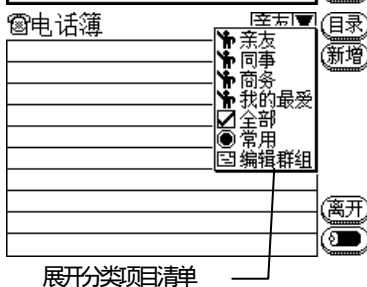 电话簿 亲友 目录
新增
亲友
同事
商务
我的最爱
全部
常用
编辑群组
离开
展开分类项目清单